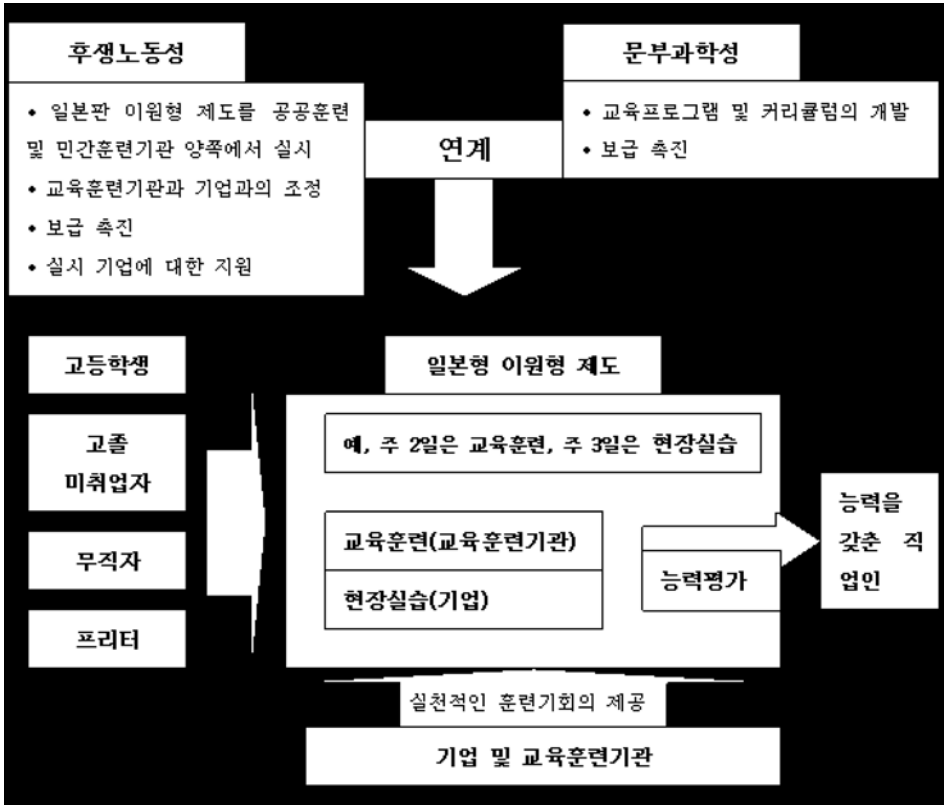 후생노동성
• 일본판 이원형 제도를 공공훈련
및 민간훈련기관 양쪽에서 실시
• 교육훈련기관과 기업과의 조정
• 보급 촉진
• 실시 기업에 대한 지원
연계
문부과학성
• 교육프로그램 및 커리큘럼의 개발
• 보급 촉진
고등학생
고졸
미취업자
무직자
프리터
일본형 이원형 제도
예, 주 2일은 교육훈련, 주 3일은 현장실습
교육훈련(교육훈련기관)
현장실습(기업)
능력평가
능력을
갖춘 직
업인
실천적인 훈련기회의 제공
기업 및 교육훈련기관